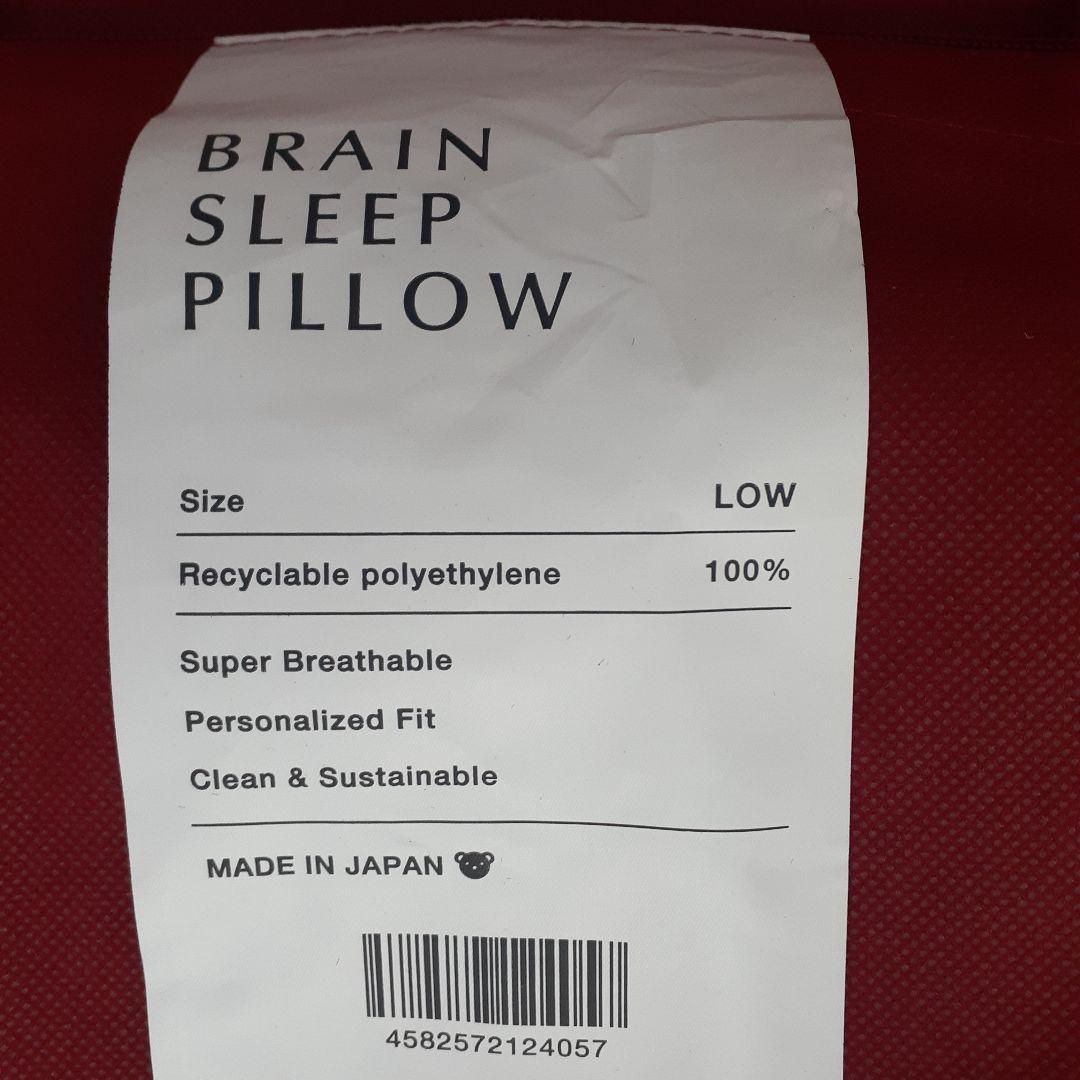 BRAIN
SLEEP
PILLOW
Size LOW
Recyclable polyethylene 100%
Super Breathable
Personalized Fit
Clean & Sustainable
MADE IN JAPAN
4582572124057